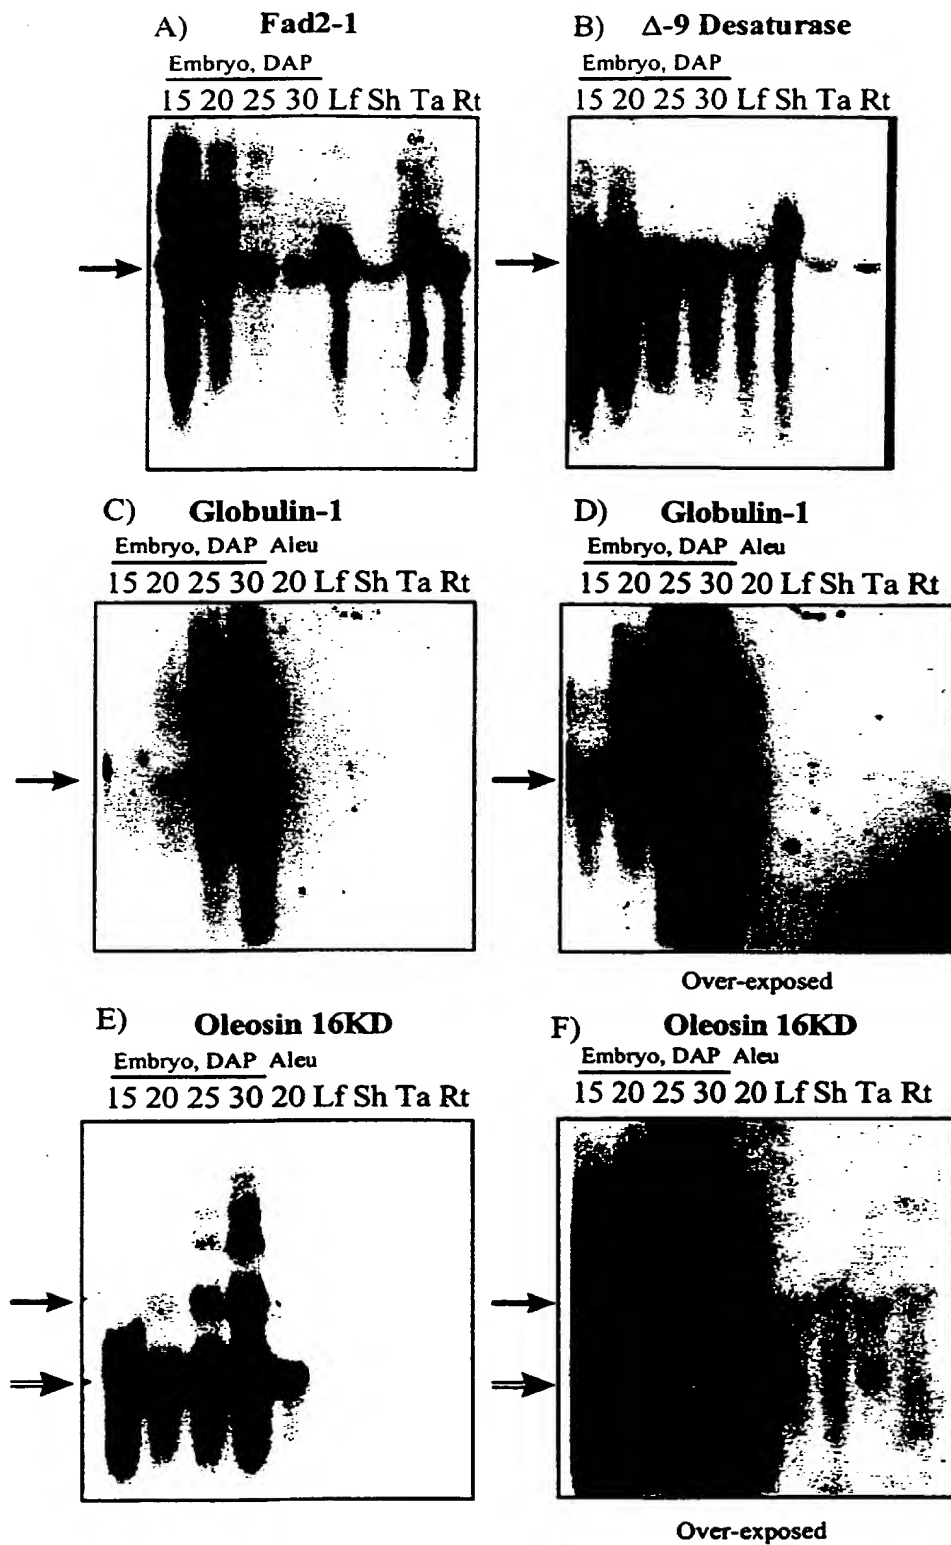 A) Fad2-1
Embryo, DAP
15 20 25 30 Lf Sh Ta Rt
B) Δ-9 Desaturase
Embryo, DAP
15 20 25 30 Lf Sh Ta Rt
C) Globulin-1
Embryo, DAP Aleu
15 20 25 30 20 Lf Sh Ta Rt
D) Globulin-1
Embryo, DAP Aleu
15 20 25 30 20 Lf Sh Ta Rt
Over-exposed
E) Oleosin 16KD
Embryo, DAP Aleu
15 20 25 30 20 Lf Sh Ta Rt
F) Oleosin 16KD
Embryo, DAP Aleu
15 20 25 30 20 Lf Sh Ta Rt
Over-exposed